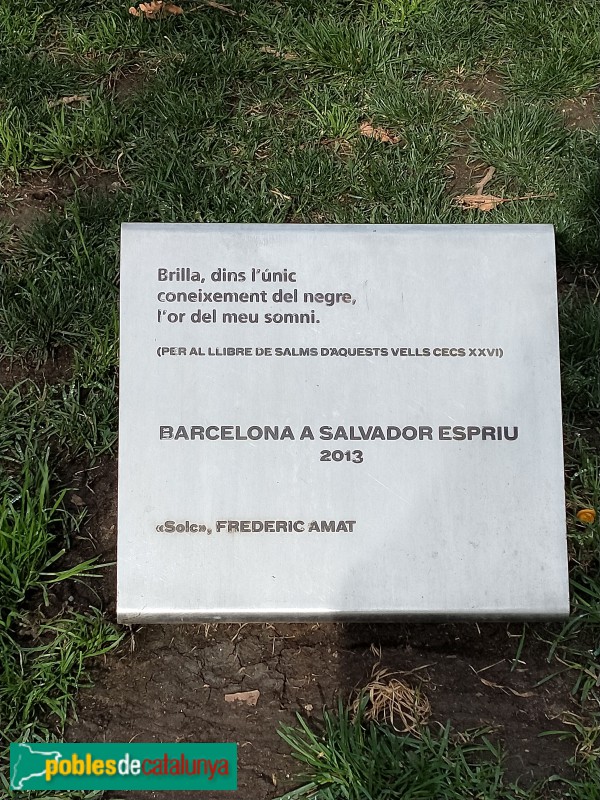 Brilla, dins l'únic
coneixement del negre,
l'or del meu somni.
(PER AL LLIBRE DE SALMS D'AQUESTS VELLS CECS XXVI)
BARCELONA A SALVADOR ESPRIU
2013
«Solc», FREDERIC AMAT
poblesdecatalunya